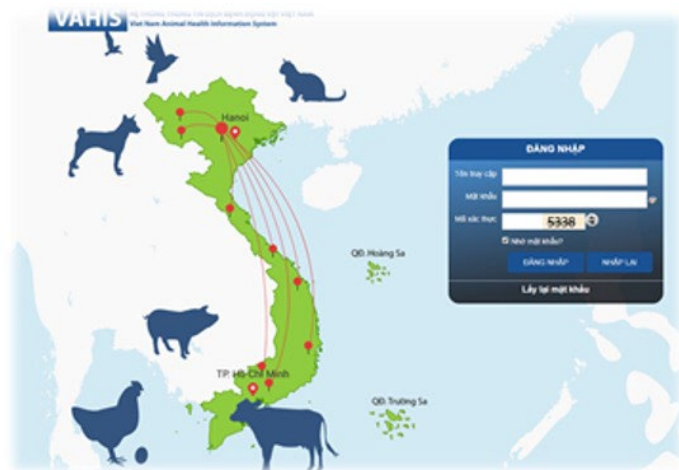 VAHIS
Viet Nam Animal Health Information System
Hanoi
ĐĂNG NHẬP
Tên truy cập
Mật khẩu
Mã xác thực
5338
Nhớ mật khẩu?
ĐĂNG NHẬP NHẬP LẠI
Lấy lại mật khẩu
QĐ. Hoàng Sa
TP. Hồ Chí Minh
QĐ. Trường Sa